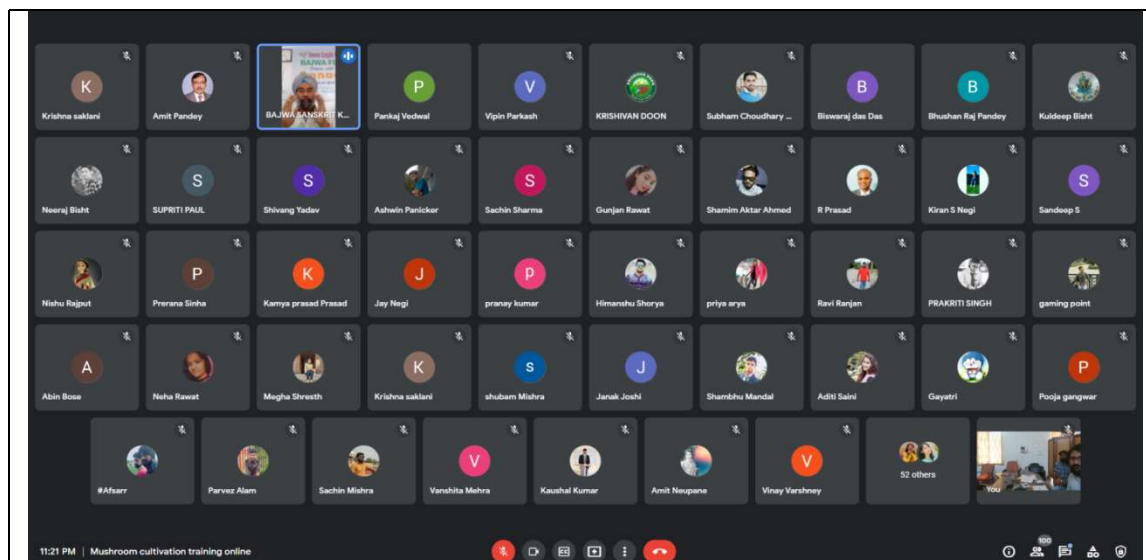 K
Krishna saklani
Amit Pandey
BAJWA SANSKRIT K...
P
Pankaj Vedwal
V
Vipin Parkash
KRISHIVAN DOON
Subham Choudhary ...
B
Biswaraj das Das
B
Bhushan Raj Pandey
Kuldeep Bisht
Neeraj Bisht
S
SUPRITI PAUL
S
Shivang Yadav
Ashwin Panicker
S
Sachin Sharma
Gunjan Rawat
Shamim Aktar Ahmed
R Prasad
Kiran S Negi
S
Sandeep S
Nishu Rajput
P
Prerana Sinha
K
Kamya prasad Prasad
J
Jay Negi
p
pranay kumar
Himanshu Shorya
priya arya
Ravi Ranjan
PRAKRITI SINGH
gaming point
A
Abin Bose
Neha Rawat
Megha Shresth
K
Krishna saklani
s
shubam Mishra
J
Janak Joshi
Shambhu Mandal
Aditi Saini
Gayatri
P
Pooja gangwar
#Afsarr
Parvez Alam
Sachin Mishra
V
Vanshita Mehra
Kaushal Kumar
Amit Neupane
V
Vinay Varshney
52 others
You
11:21 PM | Mushroom cultivation training online
100